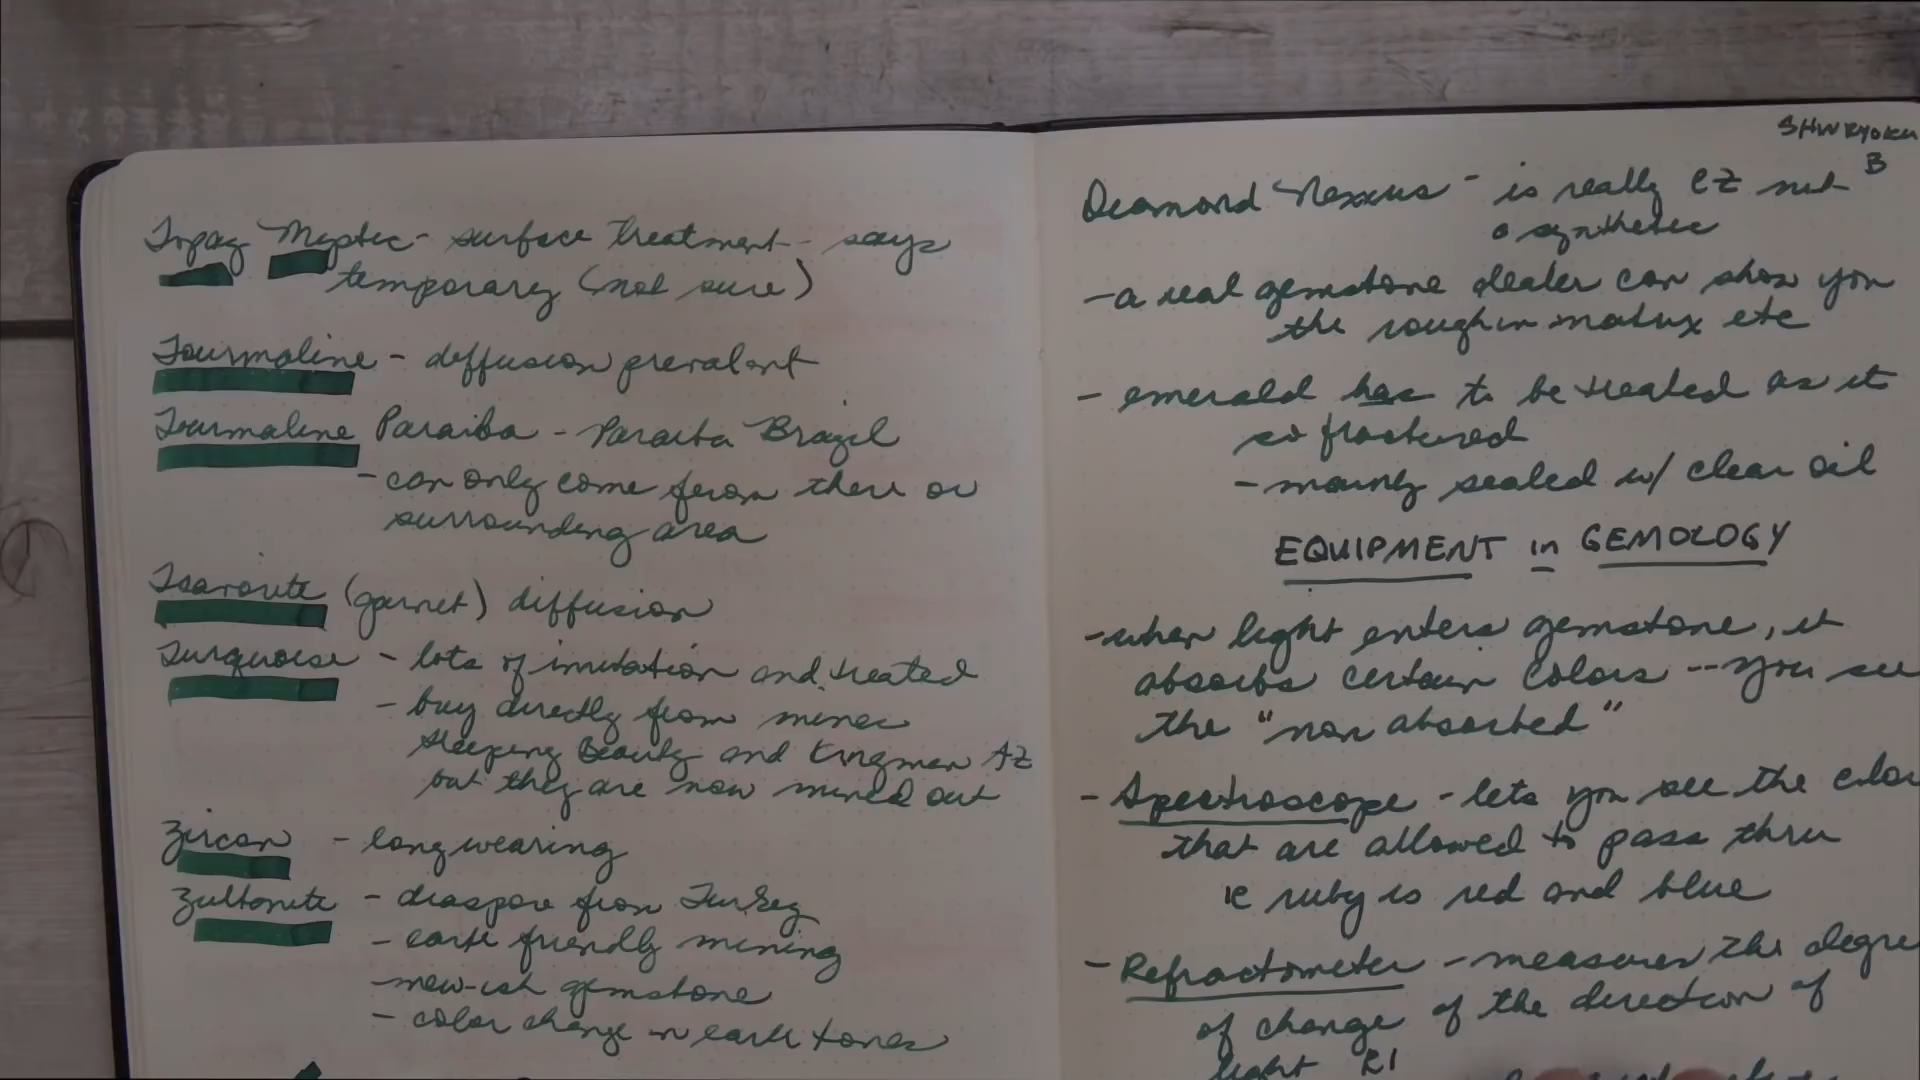 Topaz Mystic - surface treatment - says
temporary (not sure)
Tourmaline - diffusion prevalant
Tourmaline Paraiba - Paraiba Brazil
- can only come from there or
surrounding area
Tsavorite (garnet) diffusion
Turquoise - lots of imitation and treated
- buy directly from mines
Sleeping Beauty and Kingman AZ
but they are now mined out
Zircon - long wearing
Zultanite - diaspore from Turkey
- earth friendly mining
- new-ish gemstone
- color change in earth tones
SHW RYOKU
B
Diamond Nexxus - is really CZ not
a synthetic
- a real gemstone dealer can show you
the rough in matrix etc
- emerald has to be treated as it
so fractured
- mainly sealed w/ clear oil
EQUIPMENT in GEMOLOGY
- when light enters gemstone, it
absorbs certain colors -- you see
the "non absorbed"
- Spectroscope - lets you see the color
that are allowed to pass thru
ie ruby is red and blue
- Refractometer - measures the degre
of change of the direction of
light RI